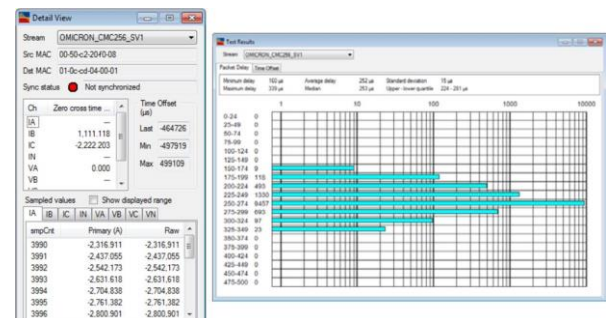 Detail View
Stream OMICRON_CMC256_SV1
Src MAC 00-50-c2-20f0-08
Dst MAC 01-0c-cd-04-00-01
Sync status Not synchronized
Ch Zero cross time ...
IA —
IB 1,111.118
IC -2,222.203
IN —
VA 0.000
VB —
Time Offset
(µs)
Last -464726
Min -497919
Max 499109
Sampled values Show displayed range
IA IB IC IN VA VB VC VN
smpCnt Primary (A) Raw
3990 -2,316.911 -2,316,911
3991 -2,437.055 -2,437,055
3992 -2,542.173 -2,542,173
3993 -2,631.618 -2,631,618
3994 -2,704.838 -2,704,838
3995 -2,761.382 -2,761,382
3996 -2,800.901 -2,800,901
Test Results
Stream OMICRON_CMC256_SV1
Packet Delay Time Offset
Minimum delay 160 µs Average delay 252 µs Standard deviation 15 µs
Maximum delay 339 µs Median 253 µs Upper - lower quantile 224 - 281 µs
1 10 100 1000 10000
0-24 0
25-49 0
50-74 0
75-99 0
100-124 0
125-149 0
150-174 9
175-199 118
200-224 493
225-249 1330
250-274 8457
275-299 693
300-324 97
325-349 23
350-374 0
375-399 0
400-424 0
425-449 0
450-474 0
475-500 0